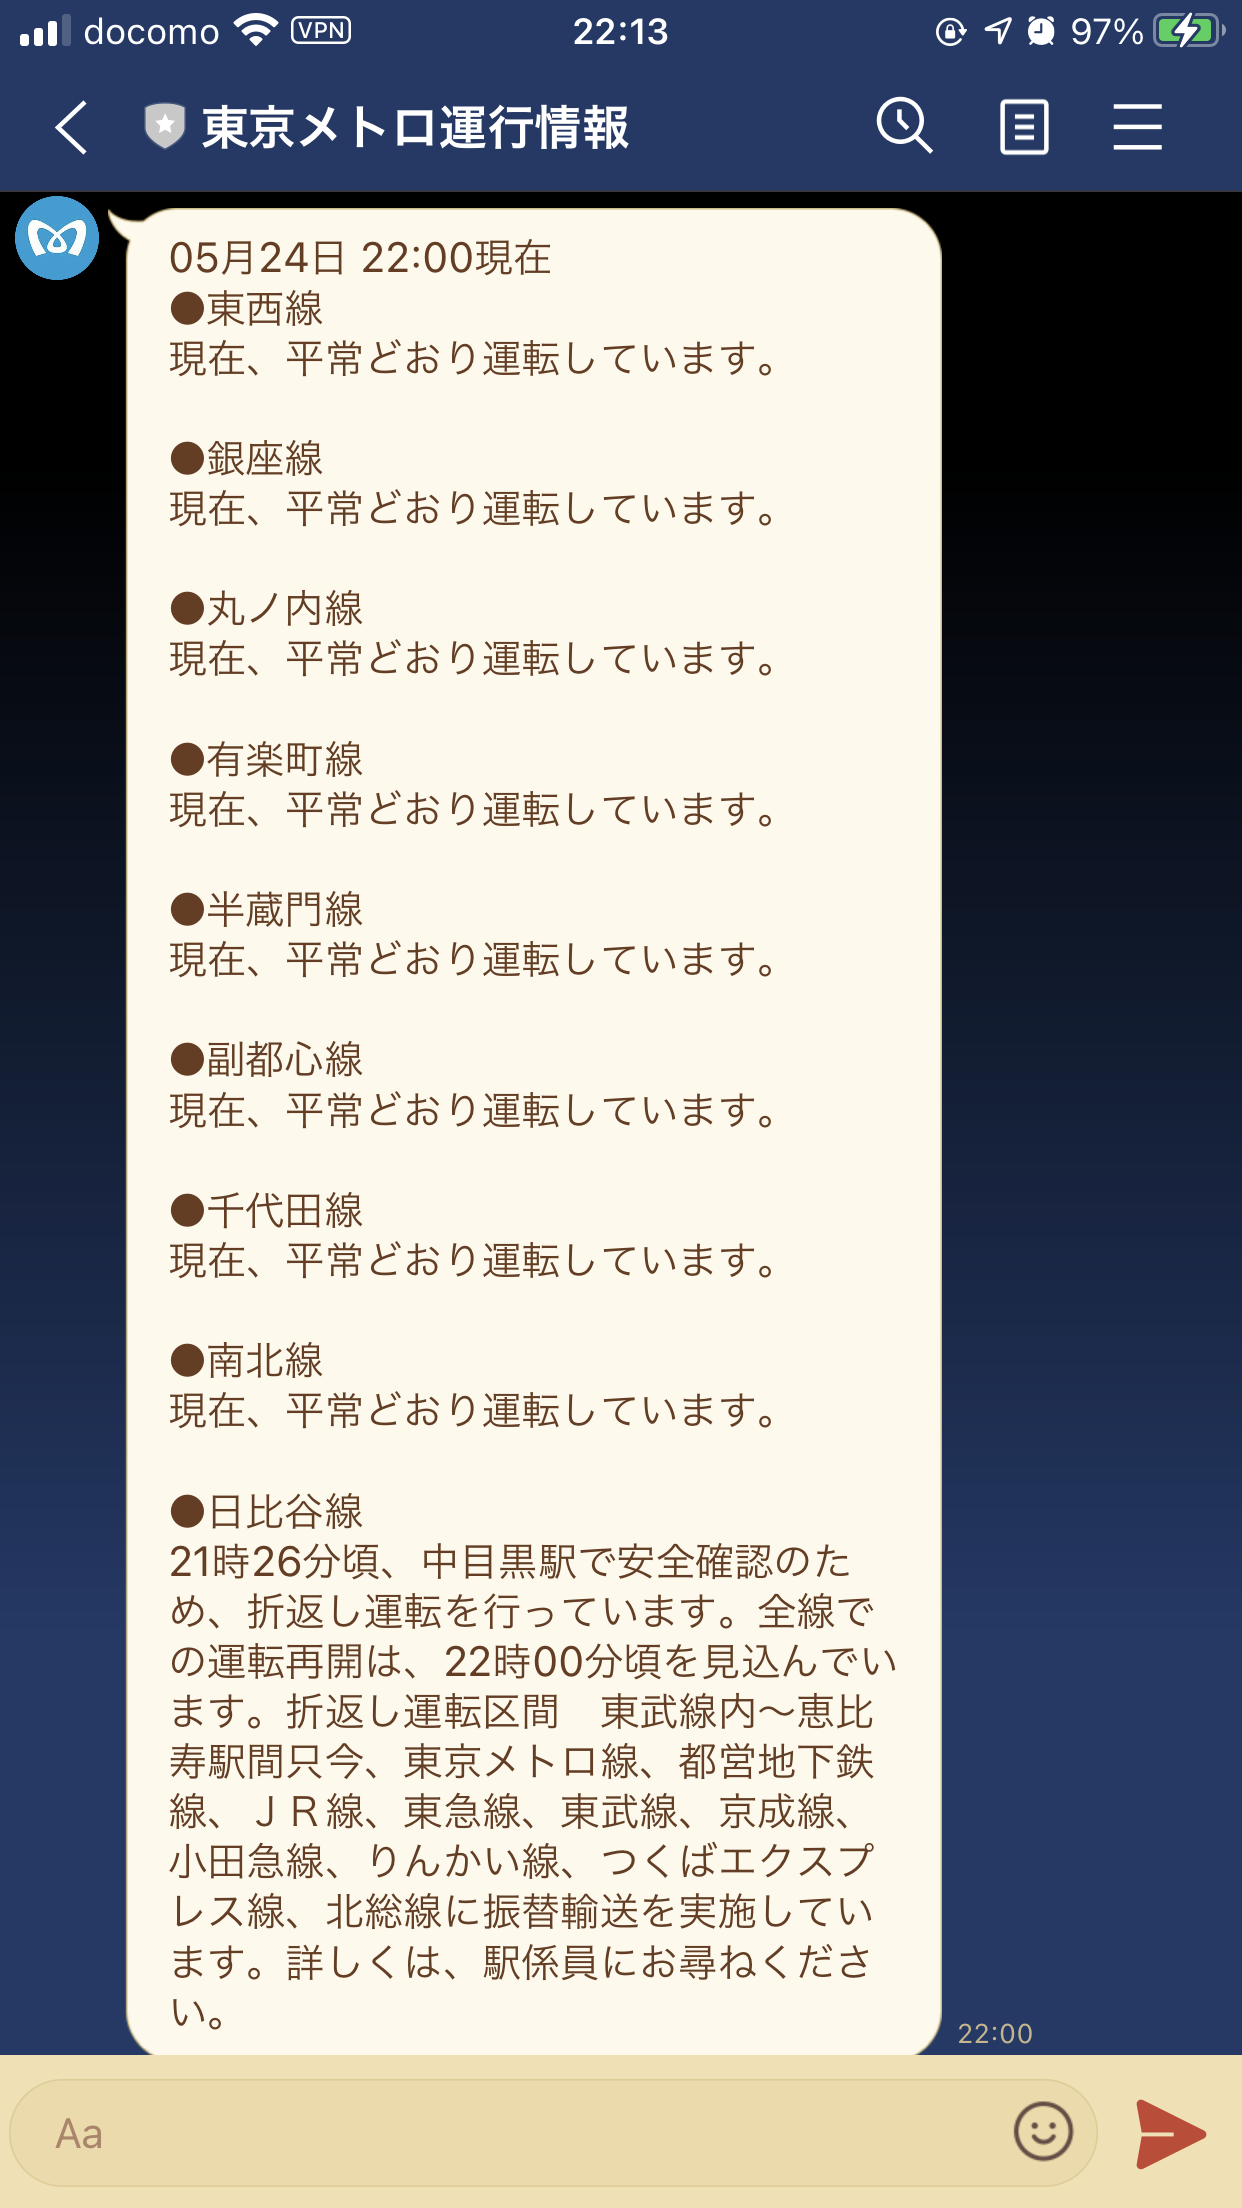 docomo VPN 22:13 97%
東京メトロ運行情報
05月24日 22:00現在
●東西線
現在、平常どおり運転しています。
●銀座線
現在、平常どおり運転しています。
●丸ノ内線
現在、平常どおり運転しています。
●有楽町線
現在、平常どおり運転しています。
●半蔵門線
現在、平常どおり運転しています。
●副都心線
現在、平常どおり運転しています。
●千代田線
現在、平常どおり運転しています。
●南北線
現在、平常どおり運転しています。
●日比谷線
21時26分頃、中目黒駅で安全確認のた
め、折返し運転を行っています。全線で
の運転再開は、22時00分頃を見込んでい
ます。折返し運転区間　東武線内〜恵比
寿駅間只今、東京メトロ線、都営地下鉄
線、ＪＲ線、東急線、東武線、京成線、
小田急線、りんかい線、つくばエクスプ
レス線、北総線に振替輸送を実施してい
ます。詳しくは、駅係員にお尋ねくださ
い。
22:00
Aa